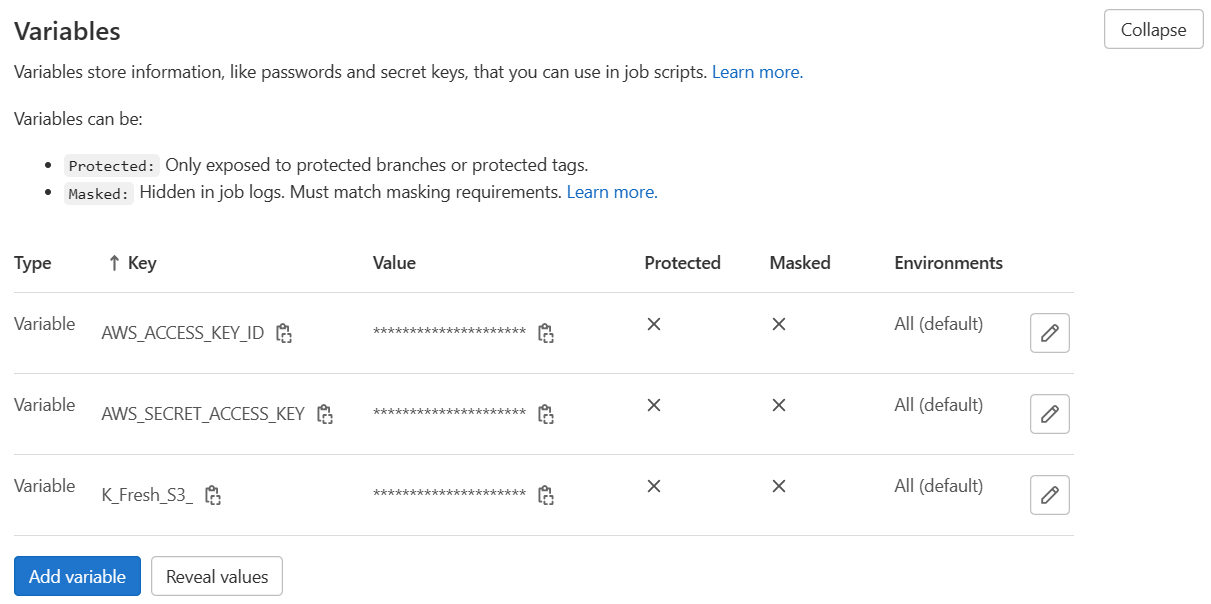 Variables
Collapse
Variables store information, like passwords and secret keys, that you can use in job scripts. Learn more.
Variables can be:
Protected: Only exposed to protected branches or protected tags.
Masked: Hidden in job logs. Must match masking requirements. Learn more.
Type ↑ Key Value Protected Masked Environments
Variable AWS_ACCESS_KEY_ID ********************* All (default)
Variable AWS_SECRET_ACCESS_KEY ********************* All (default)
Variable K_Fresh_S3_ ********************* All (default)
Add variable Reveal values